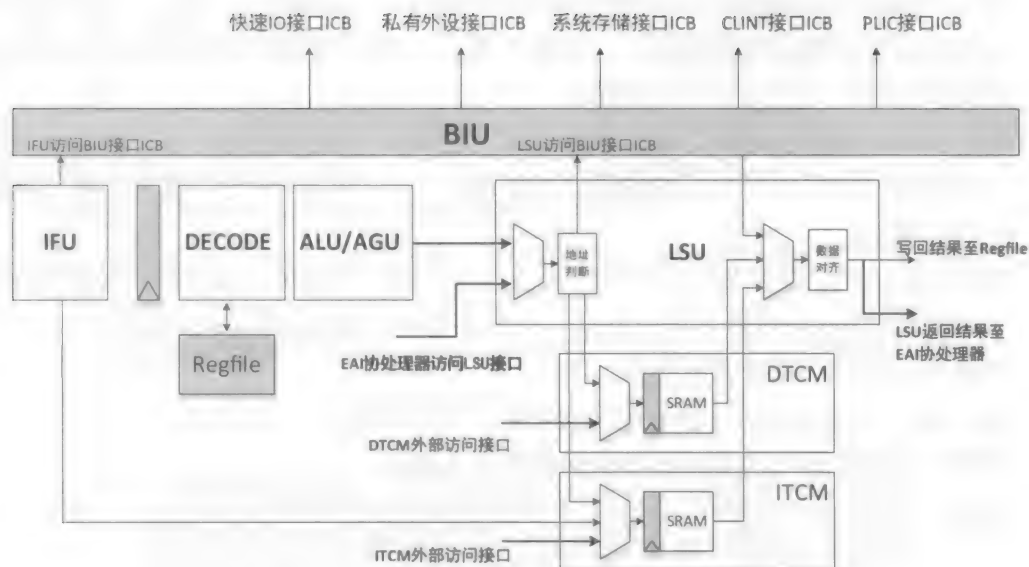 快速IO接口ICB
私有外设接口ICB
系统存储接口ICB
CLINT接口ICB
PLIC接口ICB
BIU
IFU访问BIU接口ICB
LSU访问BIU接口ICB
IFU
DECODE
ALU/AGU
地址
判断
LSU
数据
对齐
写回结果至Regfile
LSU返回结果至
EAI协处理器
Regfile
EAI协处理器访问LSU接口
DTCM
SRAM
DTCM外部访问接口
ITCM
SRAM
ITCM外部访问接口